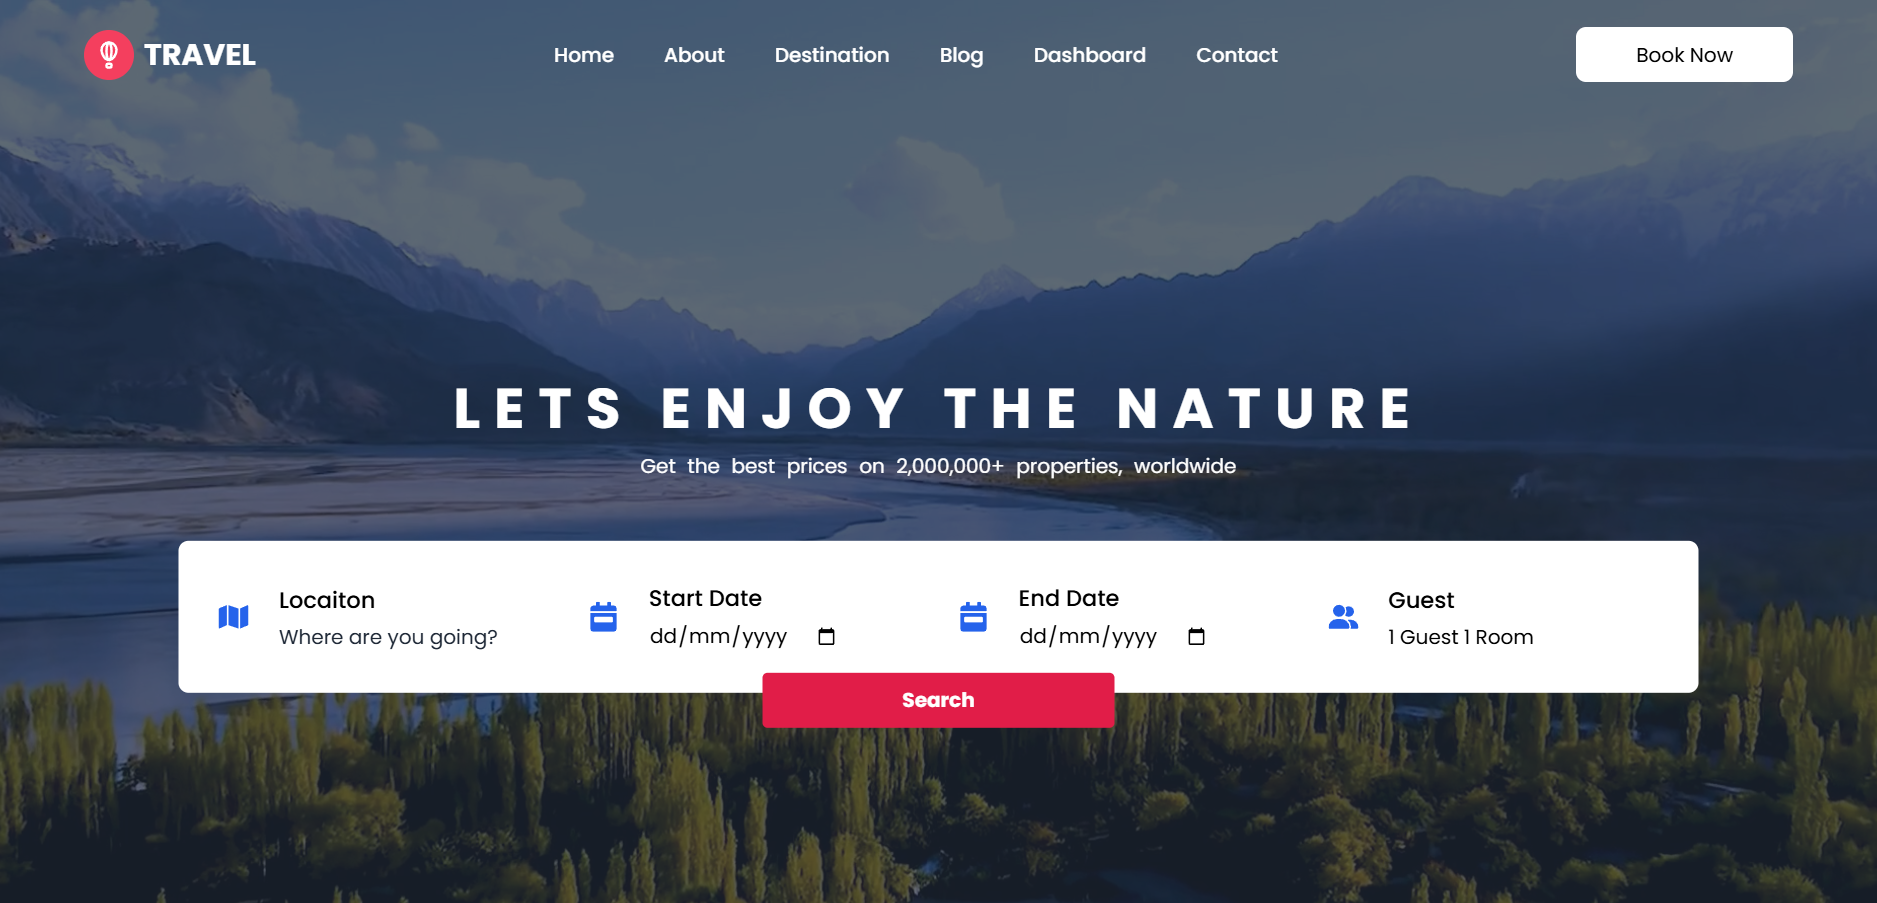 TRAVEL
Home About Destination Blog Dashboard Contact
Book Now
LETS ENJOY THE NATURE
Get the best prices on 2,000,000+ properties, worldwide
Locaiton
Where are you going?
Start Date
dd/mm/yyyy
End Date
dd/mm/yyyy
Guest
1 Guest 1 Room
Search